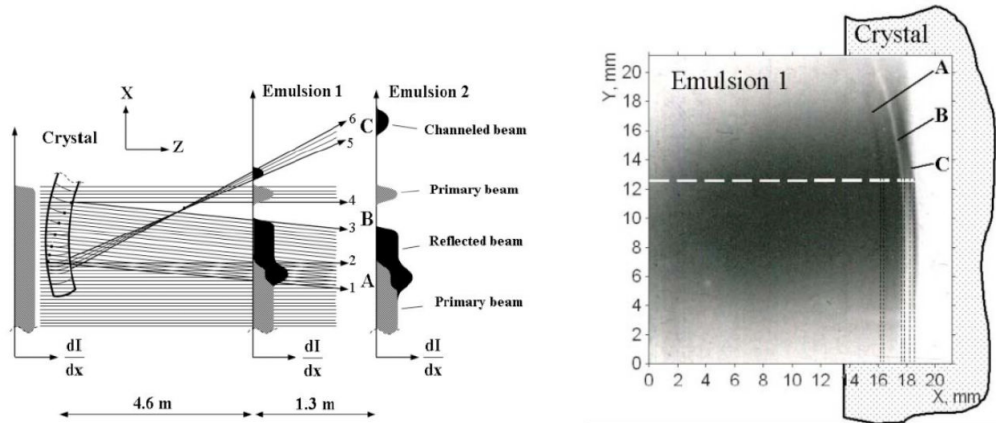 X
Z
Crystal
Emulsion 1
Emulsion 2
6
5
C
Channeled beam
4
Primary beam
3
B
Reflected beam
2
A
1
Primary beam
dI
dx
dI
dx
dI
dx
4.6 m
1.3 m
Crystal
Emulsion 1
A
B
C
Y, mm
20
18
16
14
12
10
8
6
4
2
0
0 2 4 6 8 10 12 14 16 18 20
X, mm